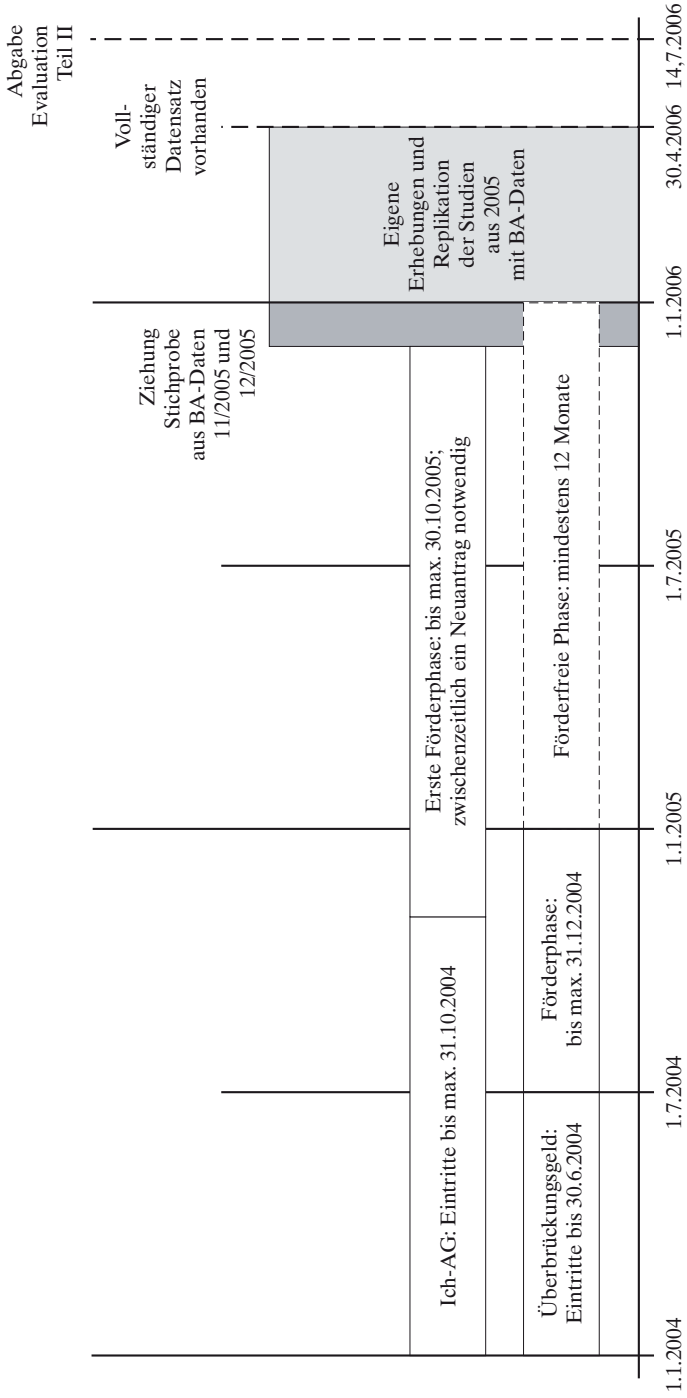 Abgabe
Evaluation
Teil II
Voll-
ständiger
Datensatz
vorhanden
Ziehung
Stichprobe
aus BA-Daten
11/2005 und
12/2005
Eigene
Erhebungen und
Replikation
der Studien
aus 2005
mit BA-Daten
Ich-AG: Eintritte bis max. 31.10.2004
Erste Förderphase: bis max. 30.10.2005;
zwischenzeitlich ein Neuantrag notwendig
Überbrückungsgeld:
Eintritte bis 30.6.2004
Förderphase:
bis max. 31.12.2004
Förderfreie Phase: mindestens 12 Monate
1.1.2004
1.7.2004
1.1.2005
1.7.2005
1.1.2006
30.4.2006
14,7.2006